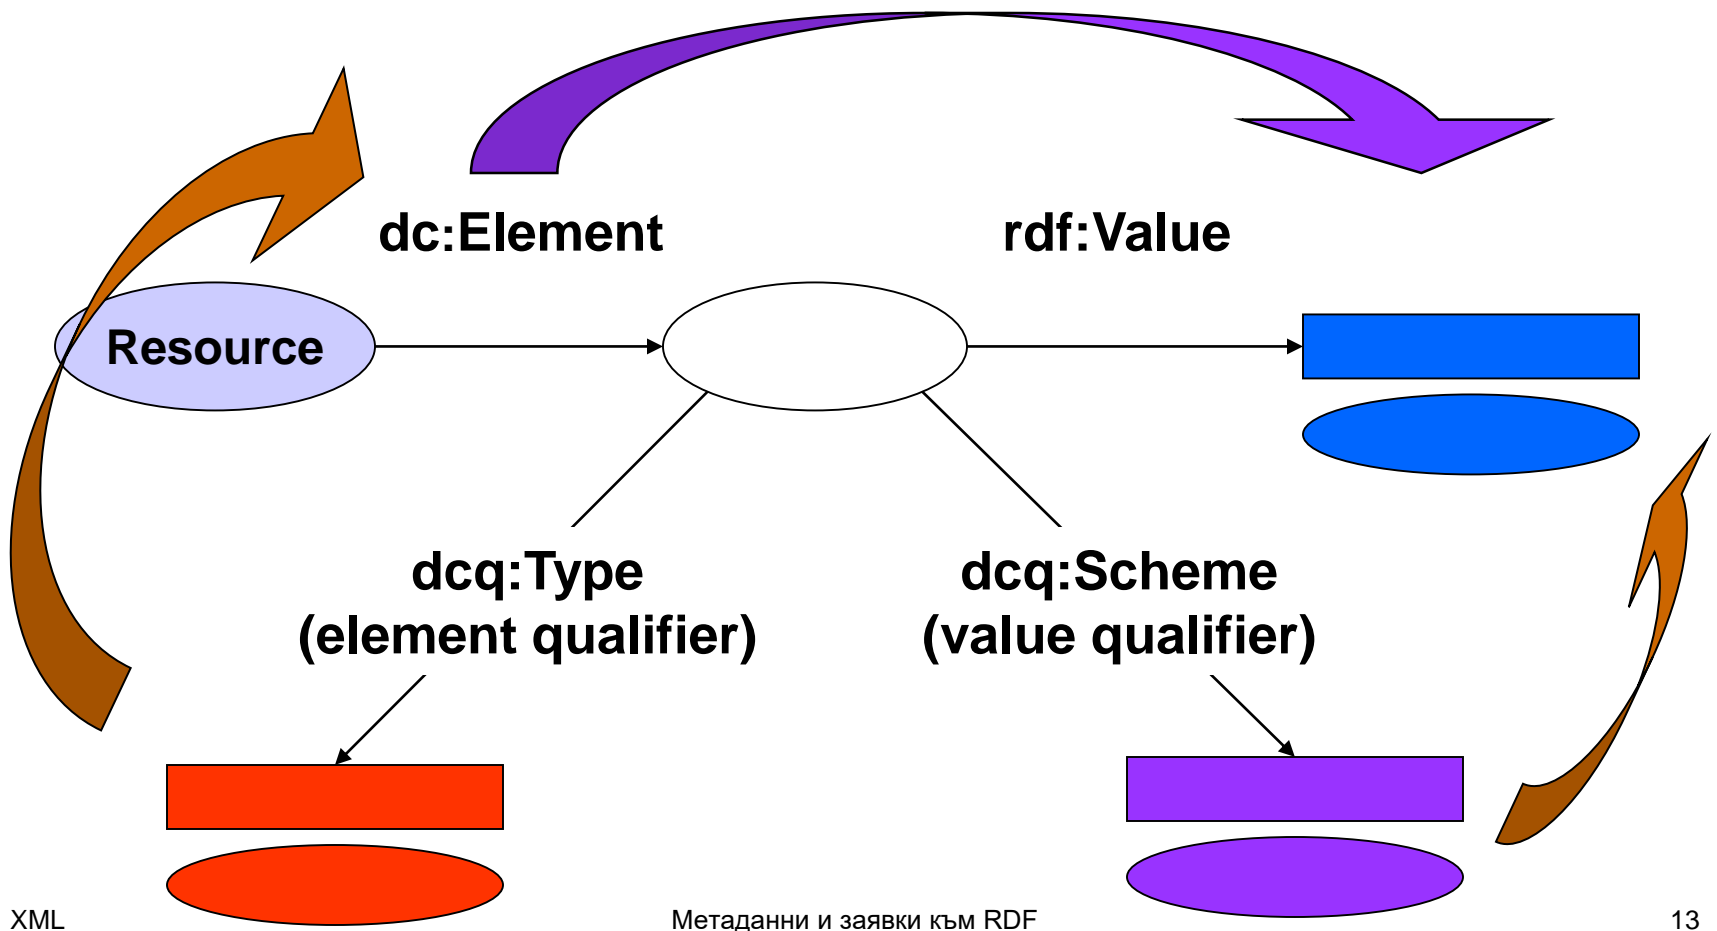 dc:Element
rdf:Value
Resource
dcq:Type
(element qualifier)
dcq:Scheme
(value qualifier)
XML
Метаданни и заявки към RDF
13